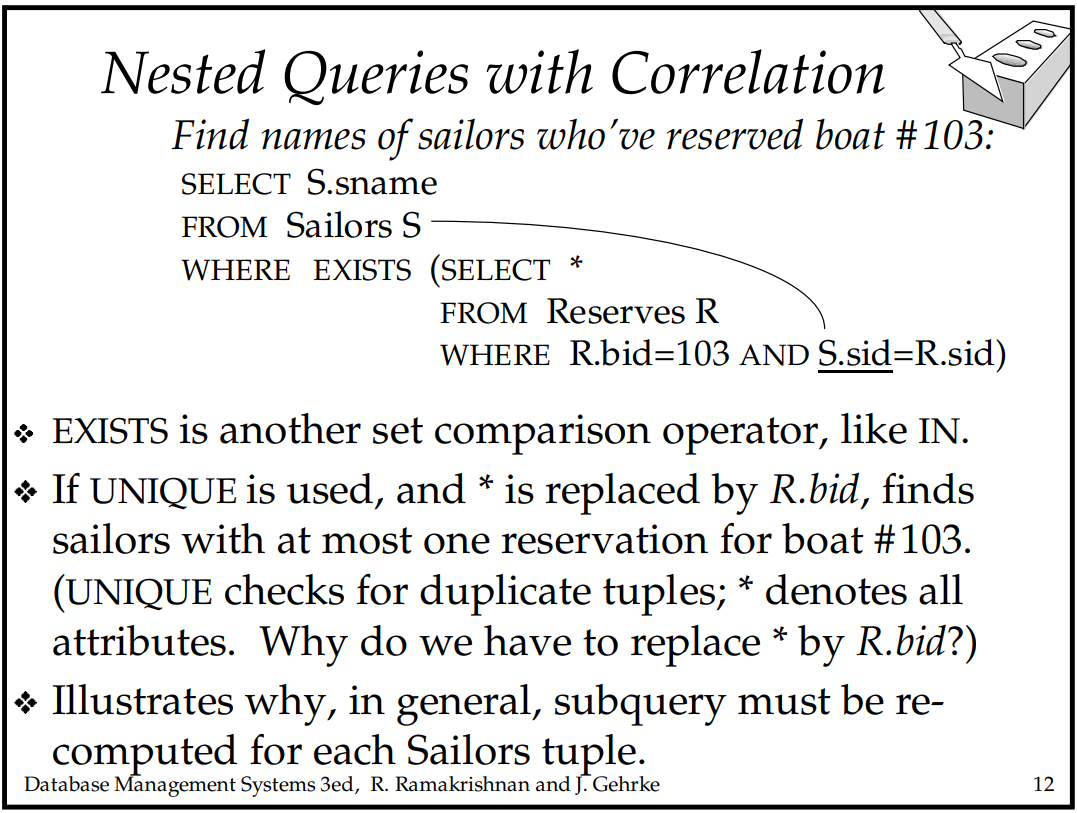 Nested Queries with Correlation
Find names of sailors who’ve reserved boat #103:
SELECT S.sname
FROM Sailors S
WHERE EXISTS (SELECT *
FROM Reserves R
WHERE R.bid=103 AND S.sid=R.sid)
❖ EXISTS is another set comparison operator, like IN.
❖ If UNIQUE is used, and * is replaced by R.bid, finds
sailors with at most one reservation for boat #103.
(UNIQUE checks for duplicate tuples; * denotes all
attributes. Why do we have to replace * by R.bid?)
❖ Illustrates why, in general, subquery must be re-
computed for each Sailors tuple.
Database Management Systems 3ed, R. Ramakrishnan and J. Gehrke 12